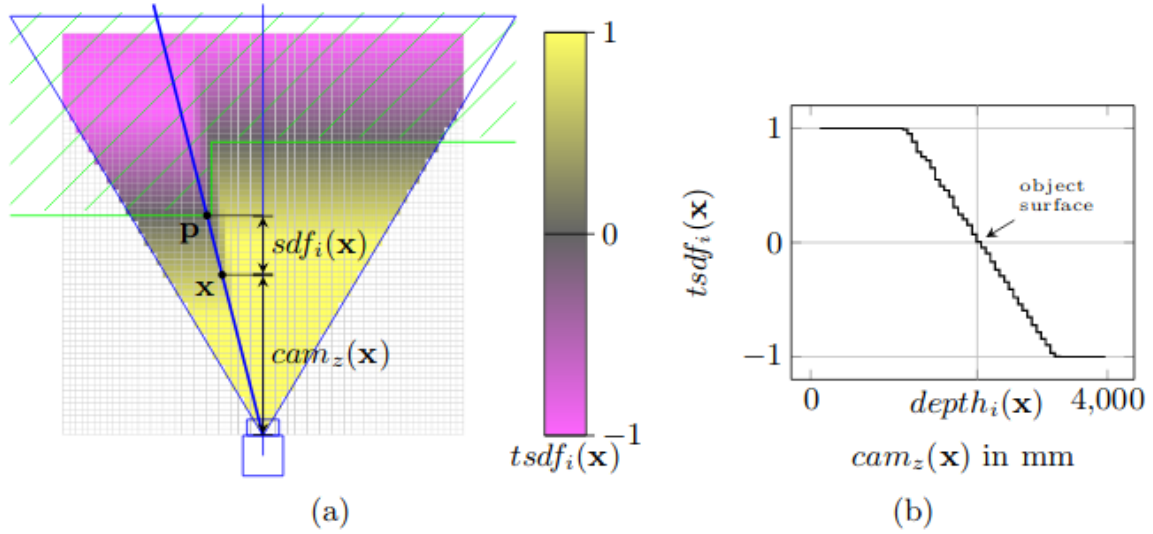 1
0
−1
tsdf_i(x)
p
sdf_i(x)
x
cam_z(x)
(a)
1
0
−1
tsdf_i(x)
object
surface
0
depth_i(x)
4,000
cam_z(x) in mm
(b)